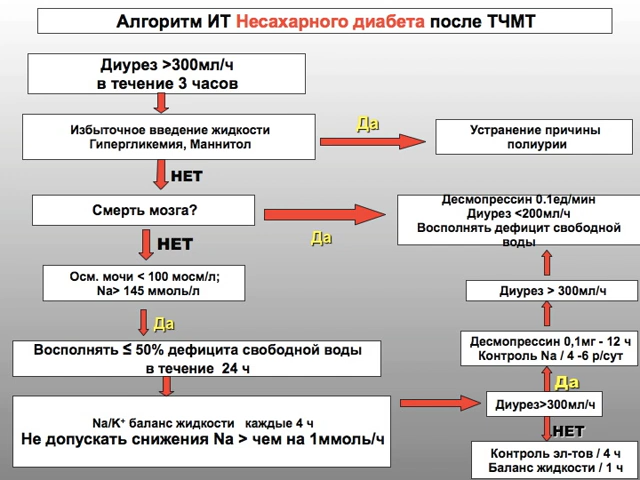 Алгоритм ИТ Несахарного диабета после ТЧМТ
Диурез >300мл/ч
в течение 3 часов
Избыточное введение жидкости
Гипергликемия, Маннитол
Да
Устранение причины
полиурии
НЕТ
Смерть мозга?
Да
Десмопрессин 0.1ед/мин
Диурез <200мл/ч
Восполнять дефицит свободной
воды
НЕТ
Осм. мочи < 100 мосм/л;
Na> 145 ммоль/л
Диурез > 300мл/ч
Да
Восполнять ≤ 50% дефицита свободной воды
в течение 24 ч
Десмопрессин 0,1мг - 12 ч
Контроль Na / 4 -6 р/сут
Да
Na/K⁺ баланс жидкости каждые 4 ч
Не допускать снижения Na > чем на 1ммоль/ч
Диурез>300мл/ч
НЕТ
Контроль эл-тов / 4 ч
Баланс жидкости / 1 ч